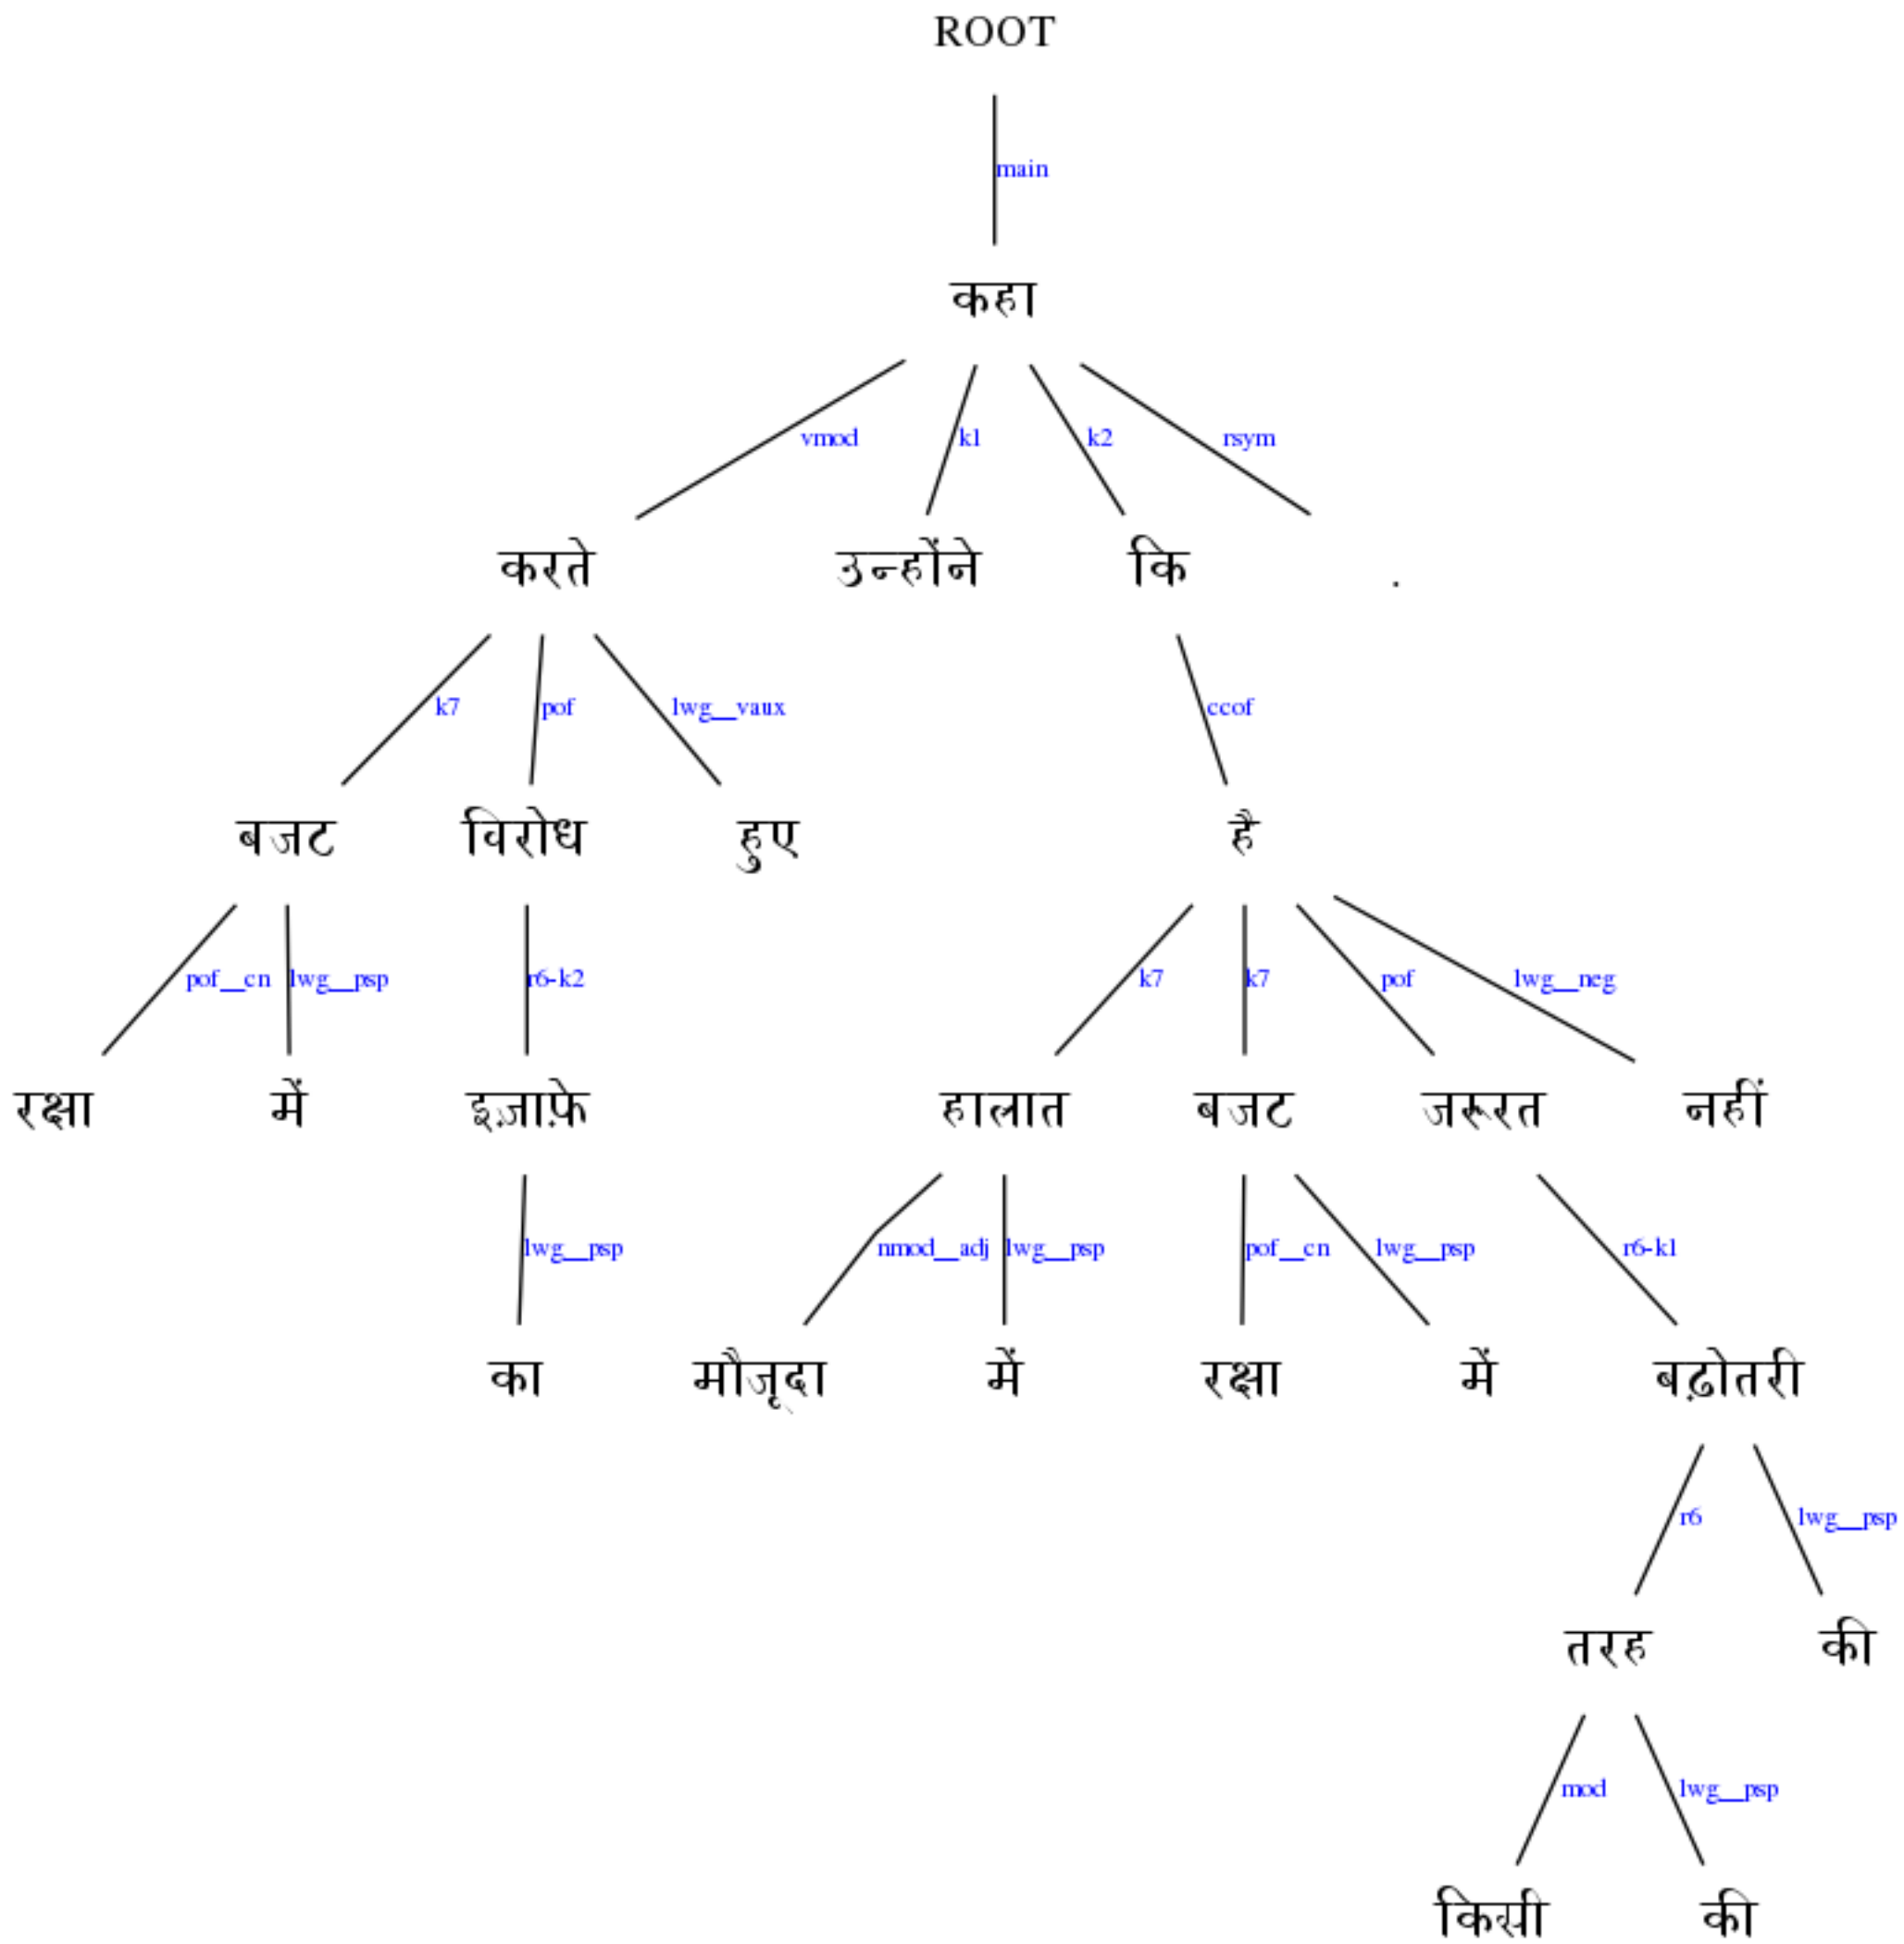 ROOT
main
कहा
vmod k1 k2 rsym
करते उन्होंने कि .
k7 pof lwg__vaux ccof
बजट विरोध हुए है
pof__cn lwg__psp r6-k2 k7 k7 pof lwg__neg
रक्षा में इज़ाफ़े हालात बजट जरूरत नहीं
lwg__psp nmod__adj lwg__psp pof__cn lwg__psp r6-k1
का मौजूदा में रक्षा में बढ़ोतरी
r6 lwg__psp
तरह की
mod lwg__psp
किसी की